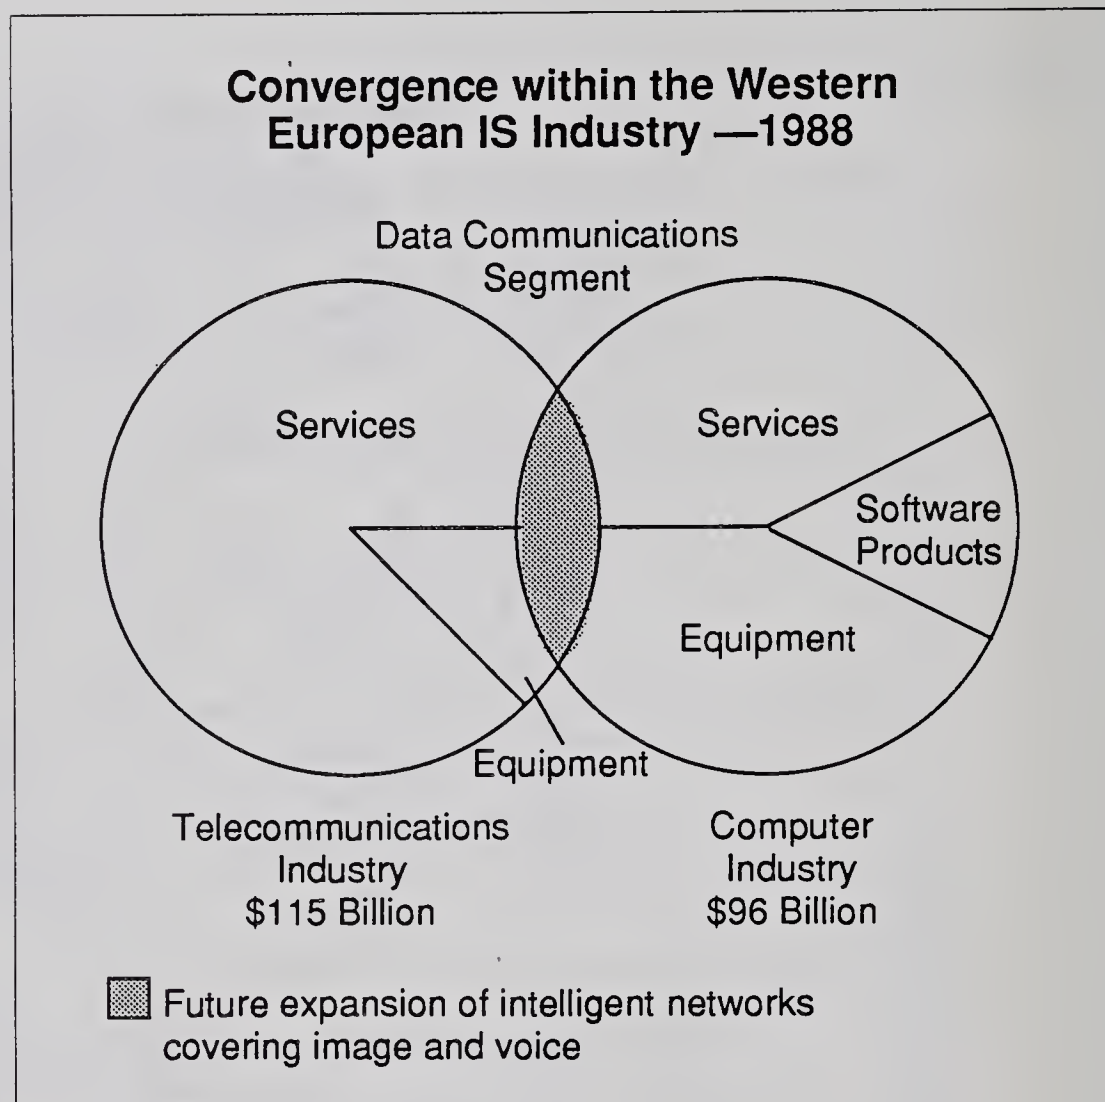 Convergence within the Western
European IS Industry —1988
Data Communications
Segment
Services
Services
Software
Products
Equipment
Equipment
Telecommunications
Industry
$115 Billion
Computer
Industry
$96 Billion
Future expansion of intelligent networks
covering image and voice